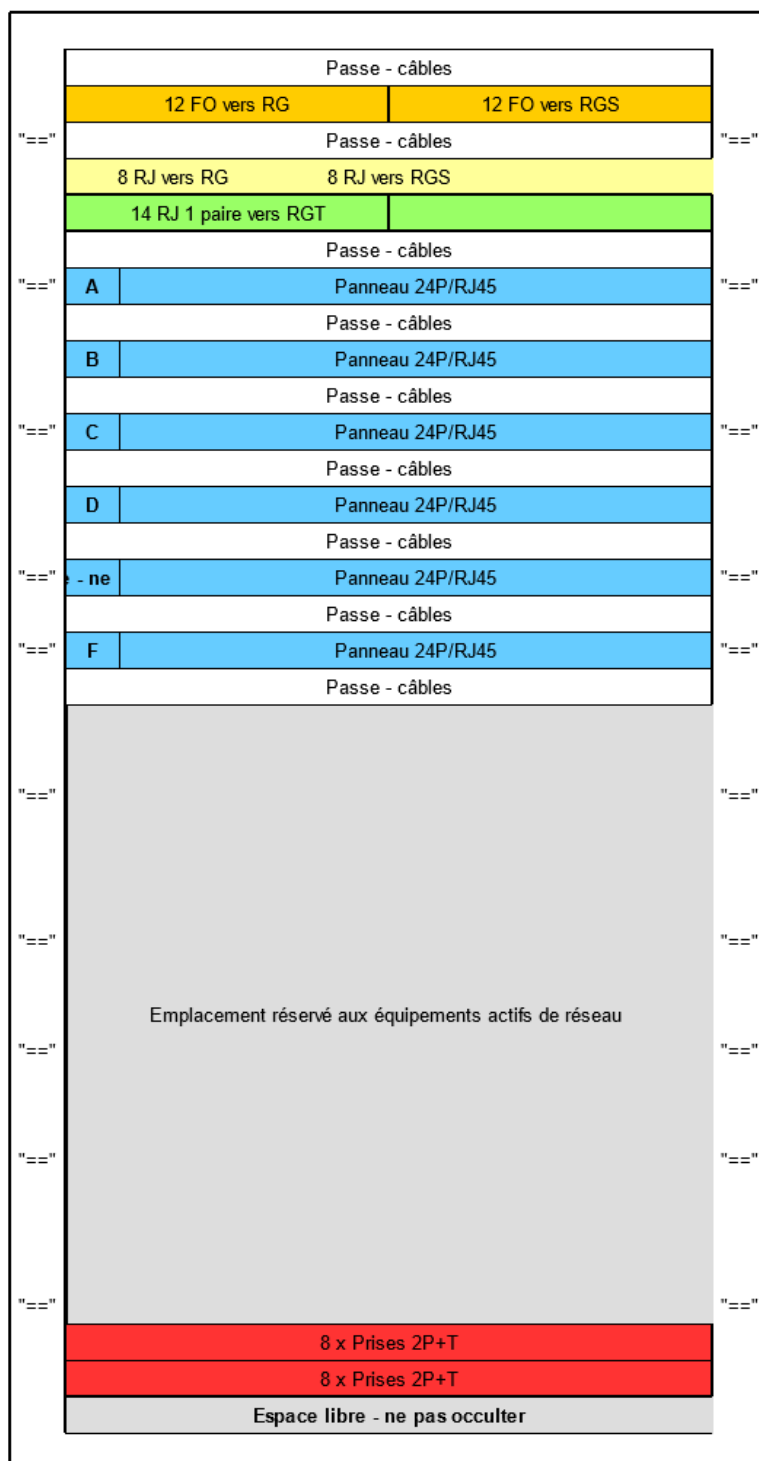 Passe - câbles
12 FO vers RG 12 FO vers RGS
"==" Passe - câbles "=="
8 RJ vers RG 8 RJ vers RGS
14 RJ 1 paire vers RGT
Passe - câbles
"==" A Panneau 24P/RJ45 "=="
Passe - câbles
B Panneau 24P/RJ45
Passe - câbles
"==" C Panneau 24P/RJ45 "=="
Passe - câbles
D Panneau 24P/RJ45
Passe - câbles
"==" - ne Panneau 24P/RJ45 "=="
Passe - câbles
"==" F Panneau 24P/RJ45 "=="
Passe - câbles
"==" "=="
"==" "=="
Emplacement réservé aux équipements actifs de réseau
"==" "=="
"==" "=="
"==" "=="
8 x Prises 2P+T
8 x Prises 2P+T
Espace libre - ne pas occulter